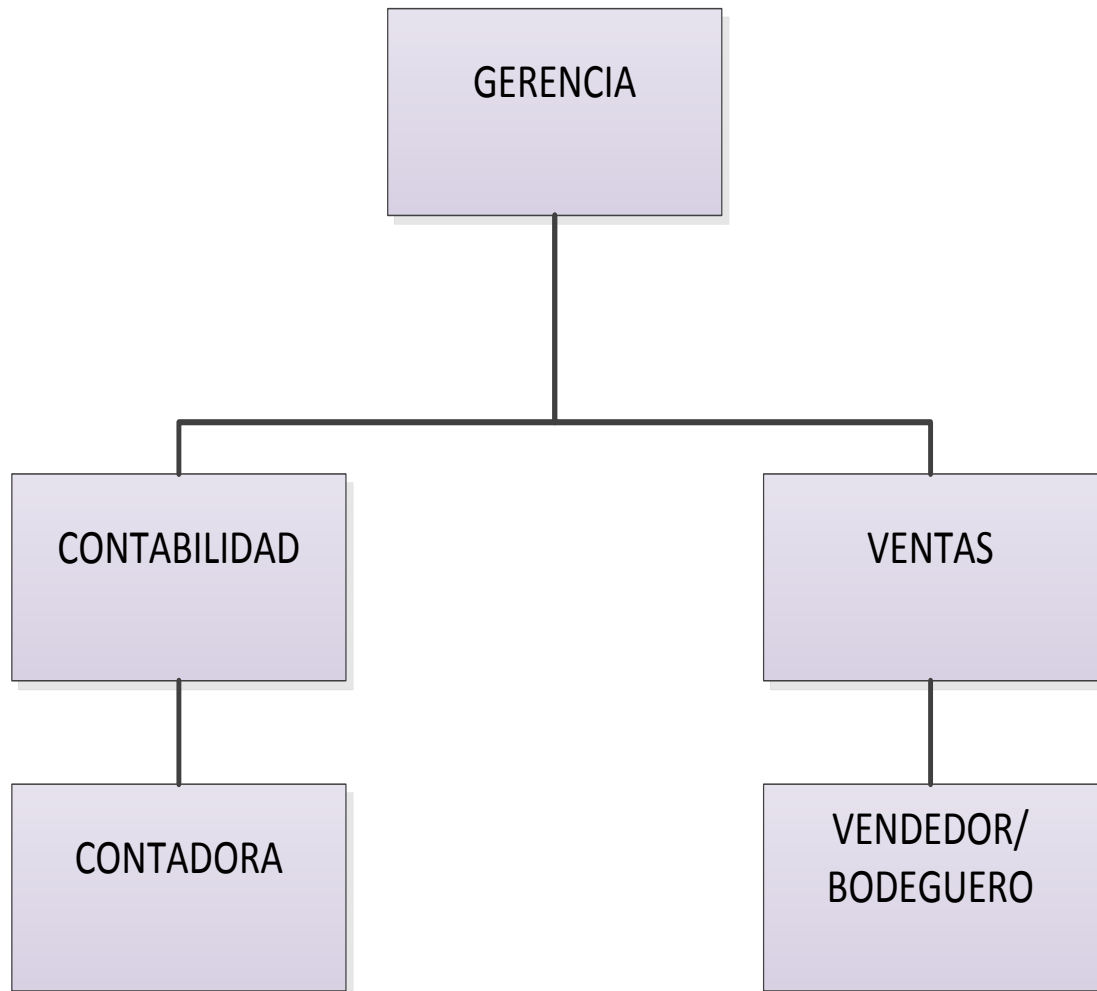 GERENCIA
CONTABILIDAD
VENTAS
CONTADORA
VENDEDOR/
BODEGUERO